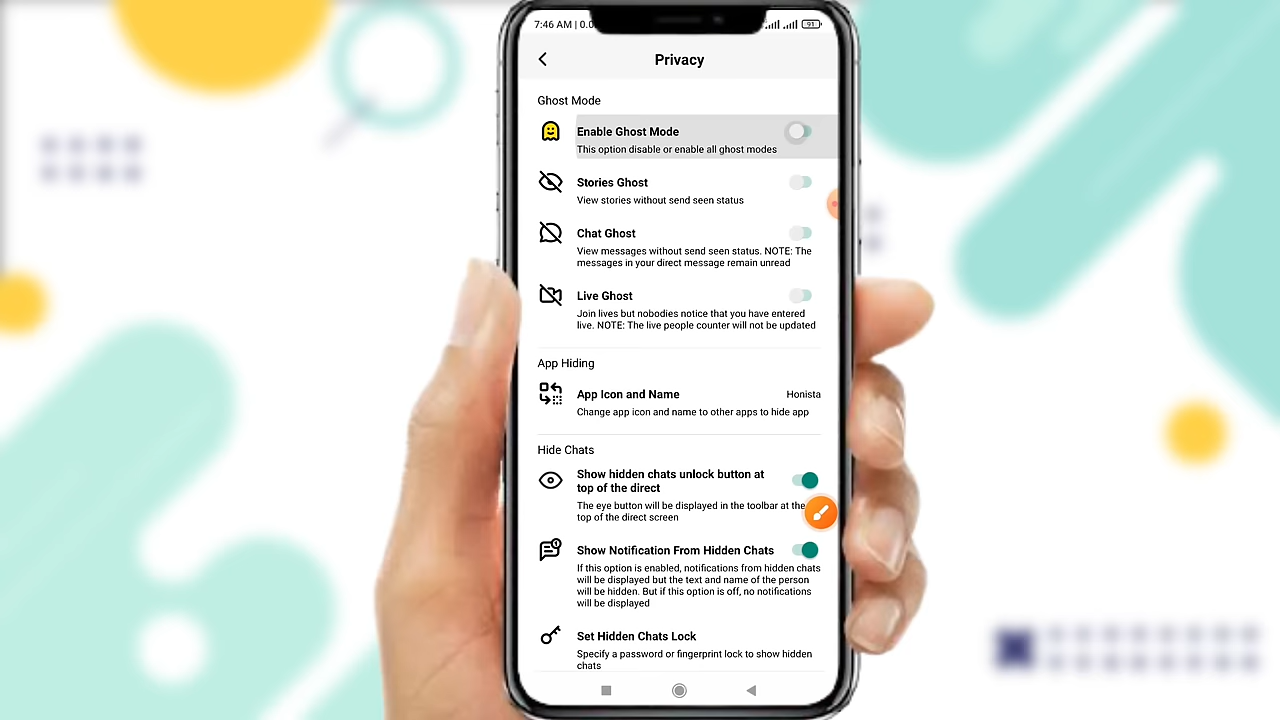 7:46 AM | 0.0
91
Privacy
Ghost Mode
Enable Ghost Mode
This option disable or enable all ghost modes
Stories Ghost
View stories without send seen status
Chat Ghost
View messages without send seen status. NOTE: The
messages in your direct message remain unread
Live Ghost
Join lives but nobodies notice that you have entered
live. NOTE: The live people counter will not be updated
App Hiding
App Icon and Name
Honista
Change app icon and name to other apps to hide app
Hide Chats
Show hidden chats unlock button at
top of the direct
The eye button will be displayed in the toolbar at the
top of the direct screen
Show Notification From Hidden Chats
If this option is enabled, notifications from hidden chats
will be displayed but the text and name of the person
will be hidden. But if this option is off, no notifications
will be displayed
Set Hidden Chats Lock
Specify a password or fingerprint lock to show hidden
chats